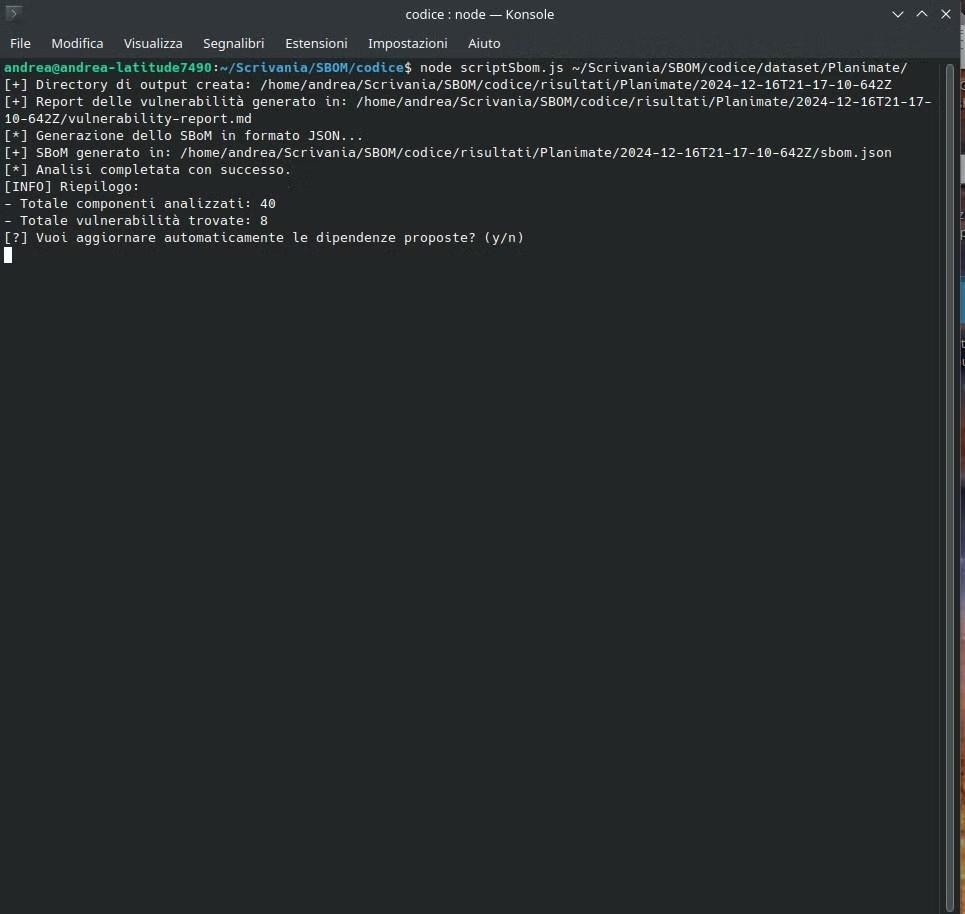 codice : node — Konsole
File Modifica Visualizza Segnalibri Estensioni Impostazioni Aiuto
andrea@andrea-latitude7490:~/Scrivania/SBOM/codice$ node scriptSbom.js ~/Scrivania/SBOM/codice/dataset/Planimate/
[+] Directory di output creata: /home/andrea/Scrivania/SBOM/codice/risultati/Planimate/2024-12-16T21-17-10-642Z
[+] Report delle vulnerabilità generato in: /home/andrea/Scrivania/SBOM/codice/risultati/Planimate/2024-12-16T21-17-
10-642Z/vulnerability-report.md
[*] Generazione dello SBoM in formato JSON...
[+] SBoM generato in: /home/andrea/Scrivania/SBOM/codice/risultati/Planimate/2024-12-16T21-17-10-642Z/sbom.json
[*] Analisi completata con successo.
[INFO] Riepilogo:
- Totale componenti analizzati: 40
- Totale vulnerabilità trovate: 8
[?] Vuoi aggiornare automaticamente le dipendenze proposte? (y/n)